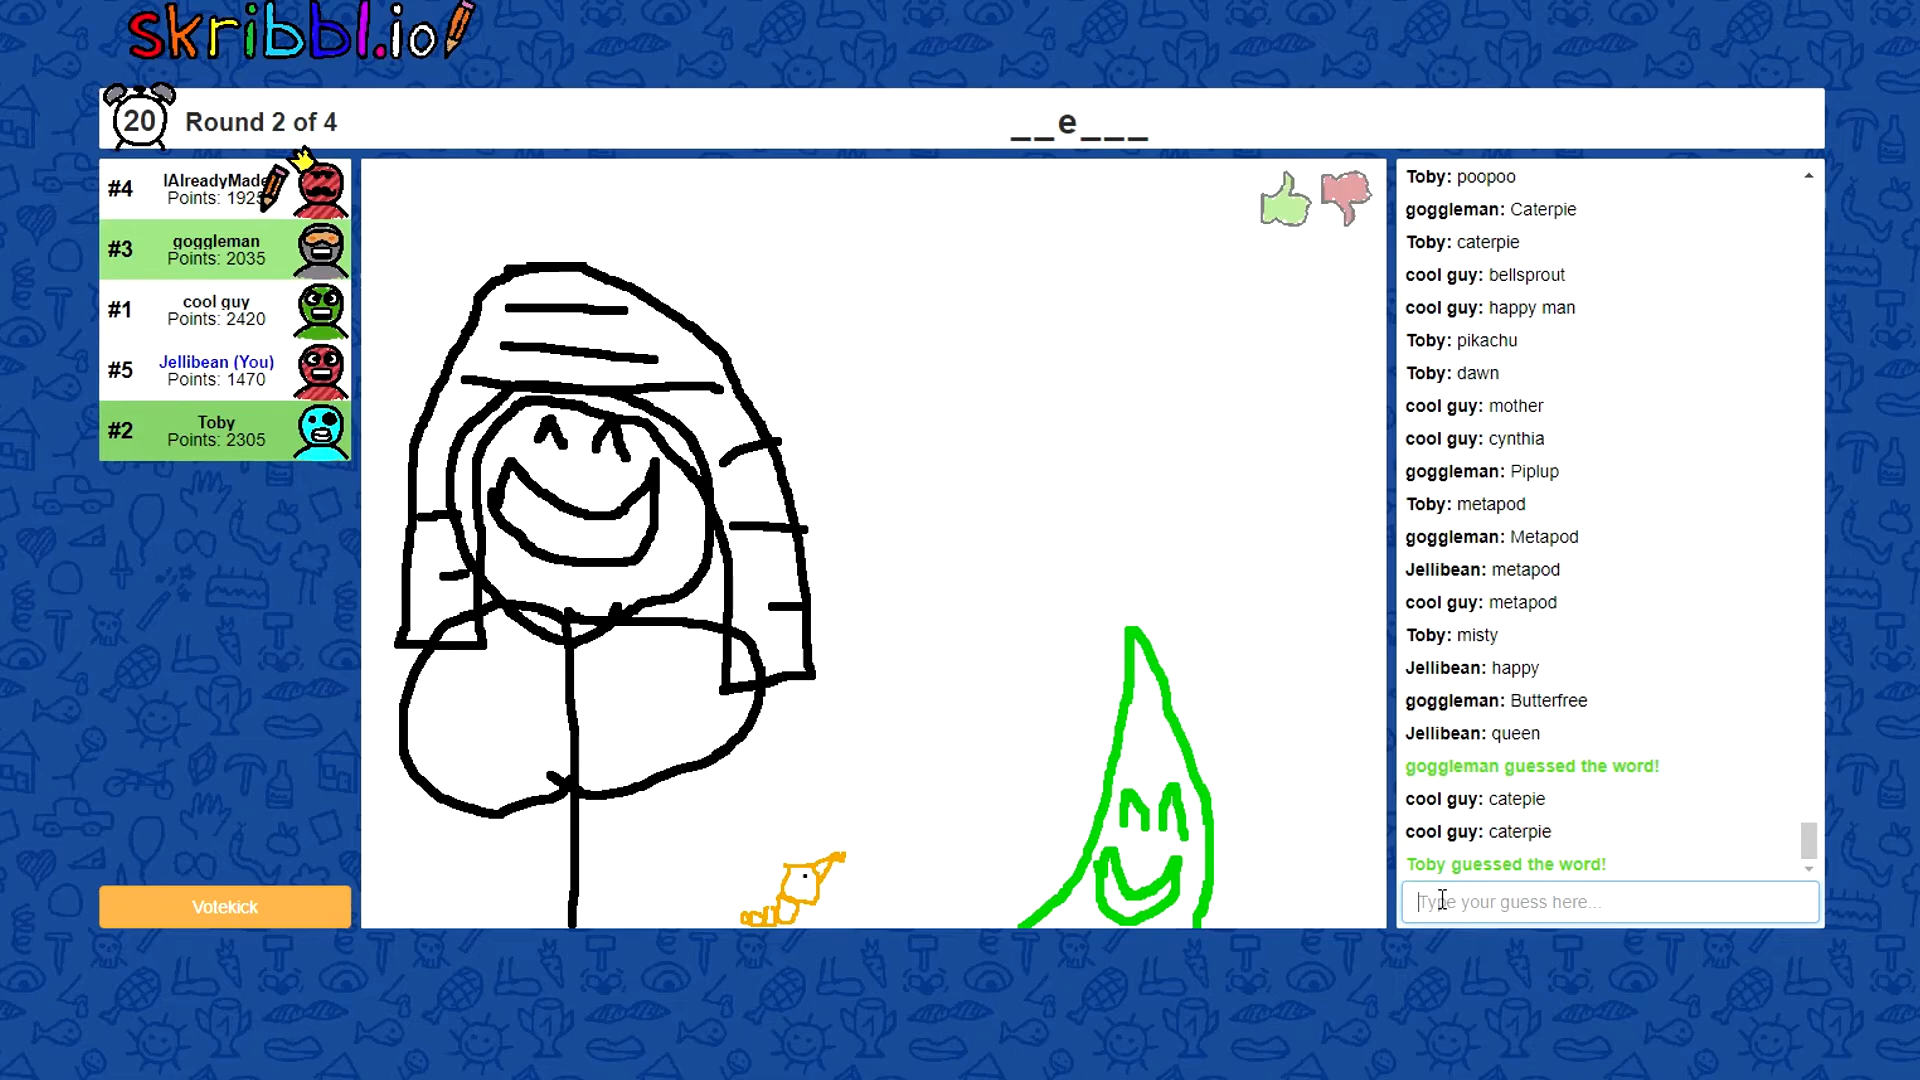 skribbl.io
20
Round 2 of 4
__e___
#4
IAlreadyMade
Points: 1925
#3
goggleman
Points: 2035
#1
cool guy
Points: 2420
#5
Jellibean (You)
Points: 1470
#2
Toby
Points: 2305
Votekick
Toby: poopoo
goggleman: Caterpie
Toby: caterpie
cool guy: bellsprout
cool guy: happy man
Toby: pikachu
Toby: dawn
cool guy: mother
cool guy: cynthia
goggleman: Piplup
Toby: metapod
goggleman: Metapod
Jellibean: metapod
cool guy: metapod
Toby: misty
Jellibean: happy
goggleman: Butterfree
Jellibean: queen
goggleman guessed the word!
cool guy: catepie
cool guy: caterpie
Toby guessed the word!
Type your guess here...